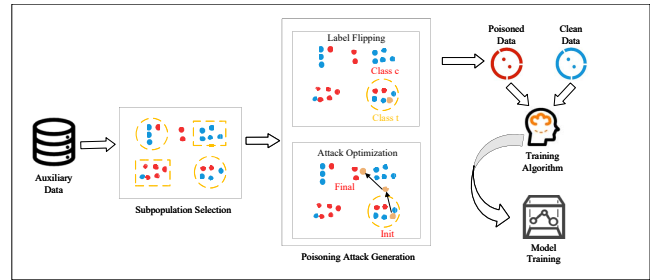 Label Flipping
Class c
Class t
Poisoned
Data
Clean
Data
Auxiliary
Data
Subpopulation Selection
Attack Optimization
Final
Init
Poisoning Attack Generation
Training
Algorithm
Model
Training